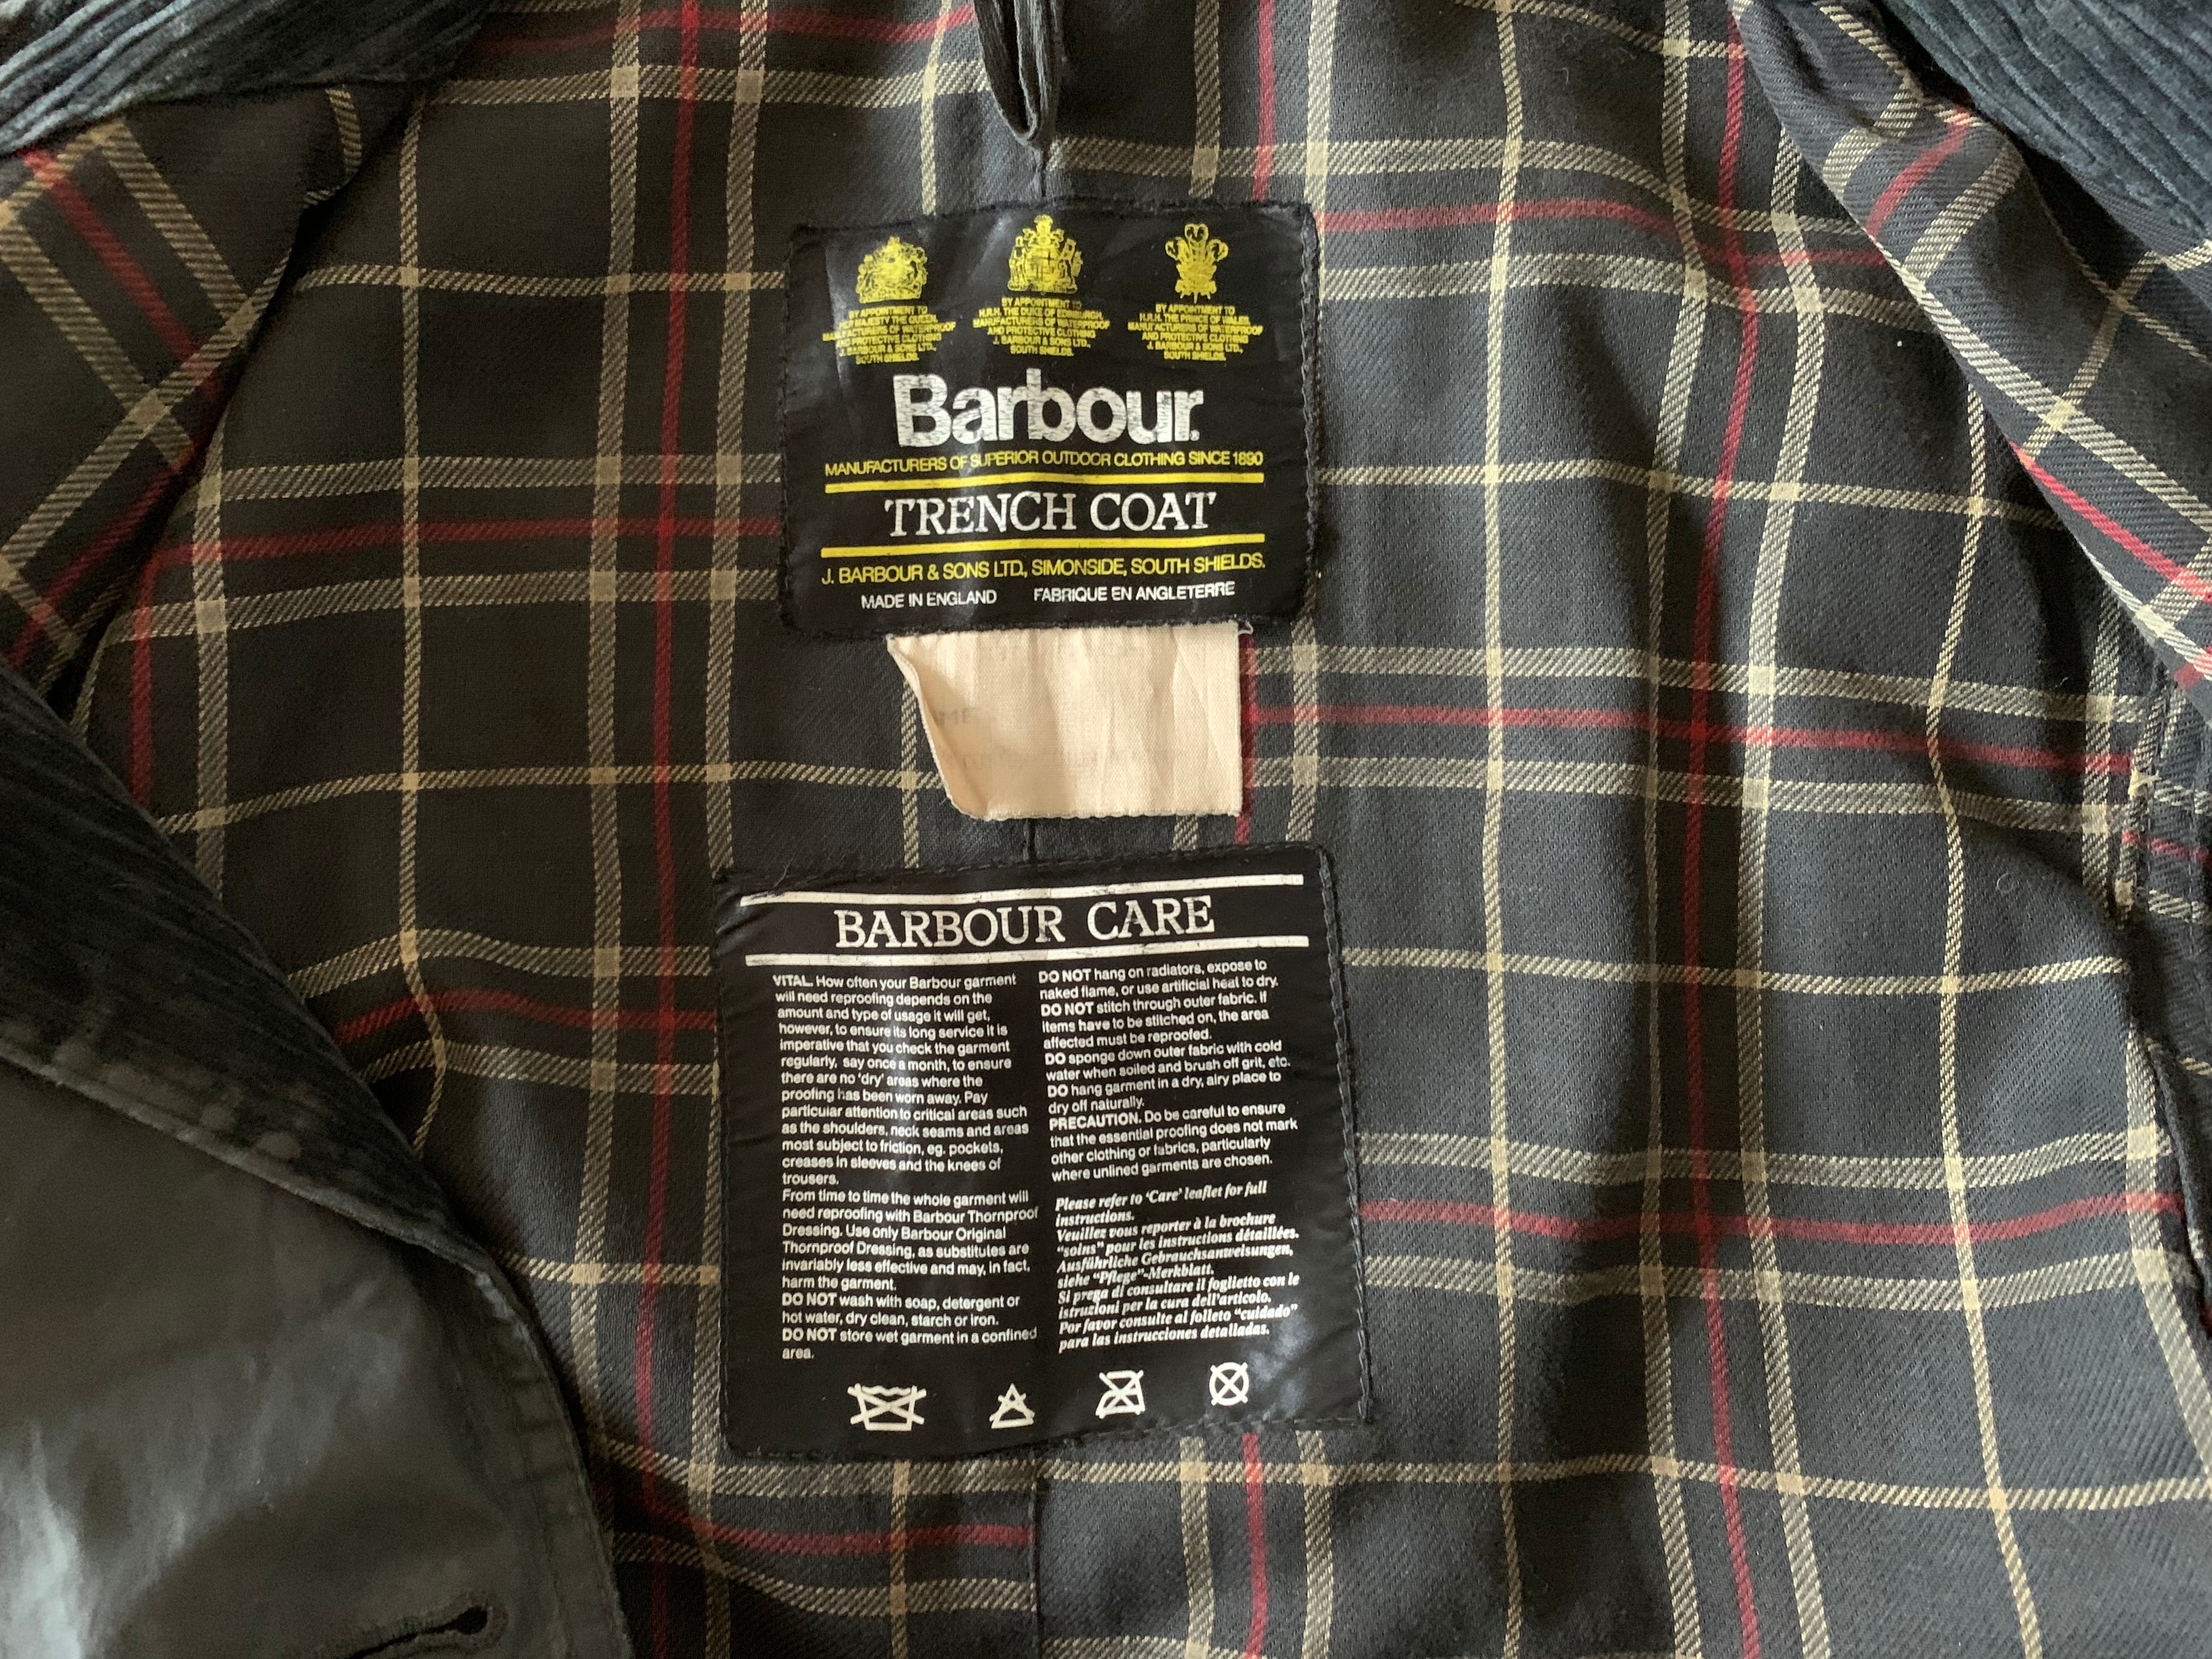 BY APPOINTMENT TO
MANUFACTURERS OF WATERPROOF
AND PROTECTIVE CLOTHING
J. BARBOUR & SONS LTD.,
SOUTH SHIELDS.
BY APPOINTMENT TO
H.R.H. THE DUKE OF EDINBURGH
MANUFACTURERS OF WATERPROOF
AND PROTECTIVE CLOTHING
J. BARBOUR & SONS LTD.,
SOUTH SHIELDS.
BY APPOINTMENT TO
H.R.H. THE PRINCE OF WALES
MANUFACTURERS OF WATERPROOF
AND PROTECTIVE CLOTHING
J. BARBOUR & SONS LTD.,
SOUTH SHIELDS.
Barbour.
MANUFACTURERS OF SUPERIOR OUTDOOR CLOTHING SINCE 1890
TRENCH COAT
J. BARBOUR & SONS LTD, SIMONSIDE, SOUTH SHIELDS.
MADE IN ENGLAND FABRIQUE EN ANGLETERRE
BARBOUR CARE
VITAL. How often your Barbour garment
will need reproofing depends on the
amount and type of usage it will get,
however, to ensure its long service it is
imperative that you check the garment
regularly, say once a month, to ensure
there are no 'dry' areas where the
proofing has been worn away. Pay
particular attention to critical areas such
as the shoulders, neck seams and areas
most subject to friction, eg. pockets,
creases in sleeves and the knees of
trousers.
From time to time the whole garment will
need reproofing with Barbour Thornproof
Dressing. Use only Barbour Original
Thornproof Dressing, as substitutes are
invariably less effective and may, in fact,
harm the garment.
DO NOT wash with soap, detergent or
hot water, dry clean, starch or iron.
DO NOT store wet garment in a confined
area.
DO NOT hang on radiators, expose to
naked flame, or use artificial heat to dry.
DO NOT stitch through outer fabric. If
items have to be stitched on, the area
affected must be reproofed.
DO sponge down outer fabric with cold
water when soiled and brush off grit, etc.
DO hang garment in a dry, airy place to
dry off naturally.
PRECAUTION. Do be careful to ensure
that the essential proofing does not mark
other clothing or fabrics, particularly
where unlined garments are chosen.
Please refer to 'Care' leaflet for full
instructions.
Veuillez vous reporter à la brochure
"soins" pour les instructions détaillées.
Ausführliche Gebrauchsanweisungen,
siehe "Pflege"-Merkblatt.
Si prega di consultare il foglietto con le
istruzioni per la cura dell'articolo.
Por favor consulte al folleto "cuidado"
para las instrucciones detalladas.